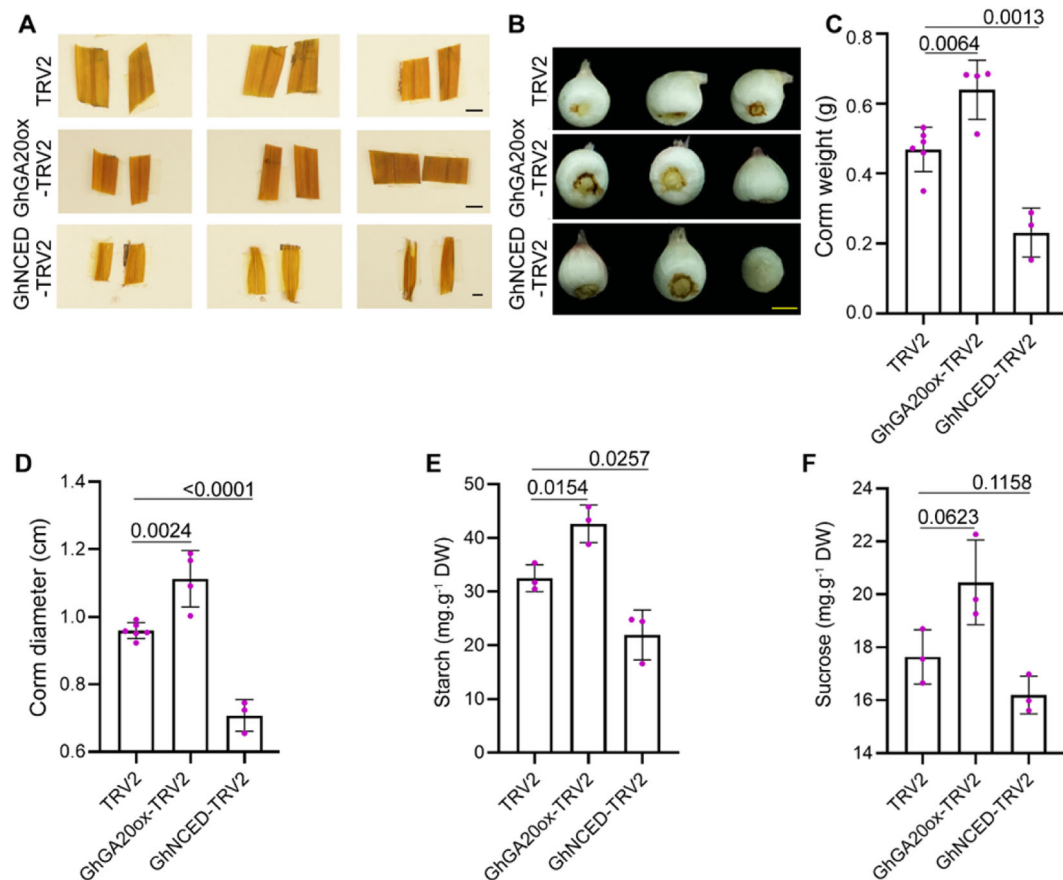 A
TRV2
GhGA20ox
-TRV2
GhNCED
-TRV2
B
TRV2
GhGA20ox
-TRV2
GhNCED
-TRV2
C
0.0013
0.0064
Corm weight (g)
0.8
0.6
0.4
0.2
0.0
TRV2
GhGA20ox-TRV2
GhNCED-TRV2
D
<0.0001
0.0024
Corm diameter (cm)
1.4
1.2
1.0
0.8
0.6
TRV2
GhGA20ox-TRV2
GhNCED-TRV2
E
0.0257
0.0154
Starch (mg.g⁻¹ DW)
50
40
30
20
10
0
TRV2
GhGA20ox-TRV2
GhNCED-TRV2
F
0.1158
0.0623
Sucrose (mg.g⁻¹ DW)
24
22
20
18
16
14
TRV2
GhGA20ox-TRV2
GhNCED-TRV2